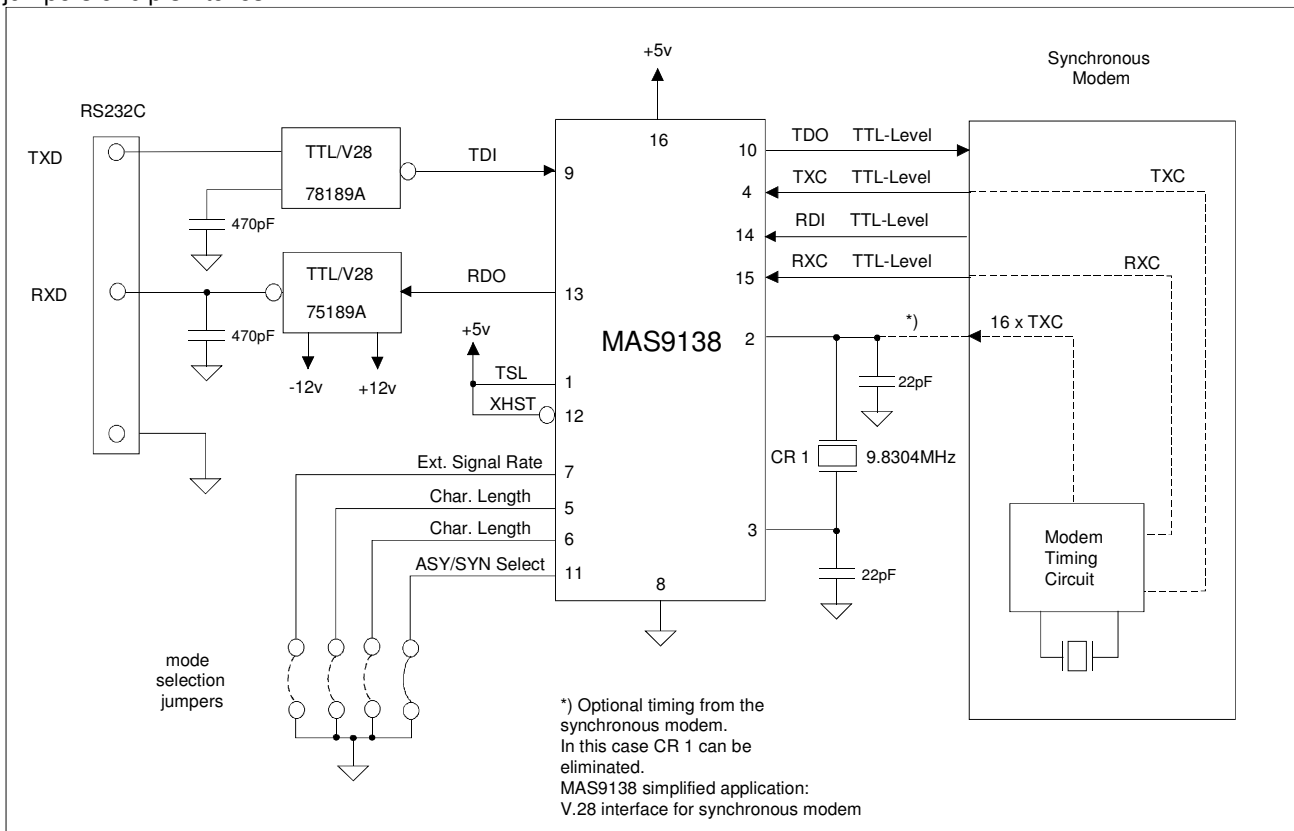 +5v
Synchronous
Modem
RS232C
TXD
TTL/V28
78189A
TDI
9
16
10
TDO TTL-Level
4
TXC TTL-Level
TXC
470pF
14
RDI TTL-Level
15
RXC TTL-Level
RXC
RXD
TTL/V28
75189A
RDO
13
470pF
-12v
+12v
+5v
MAS9138
2
*)
16 x TXC
TSL
1
XHST
12
22pF
CR 1
9.8304MHz
Ext. Signal Rate
7
Char. Length
5
Char. Length
6
ASY/SYN Select
11
3
8
22pF
Modem
Timing
Circuit
mode
selection
jumpers
*) Optional timing from the
synchronous modem.
In this case CR 1 can be
eliminated.
MAS9138 simplified application:
V.28 interface for synchronous modem